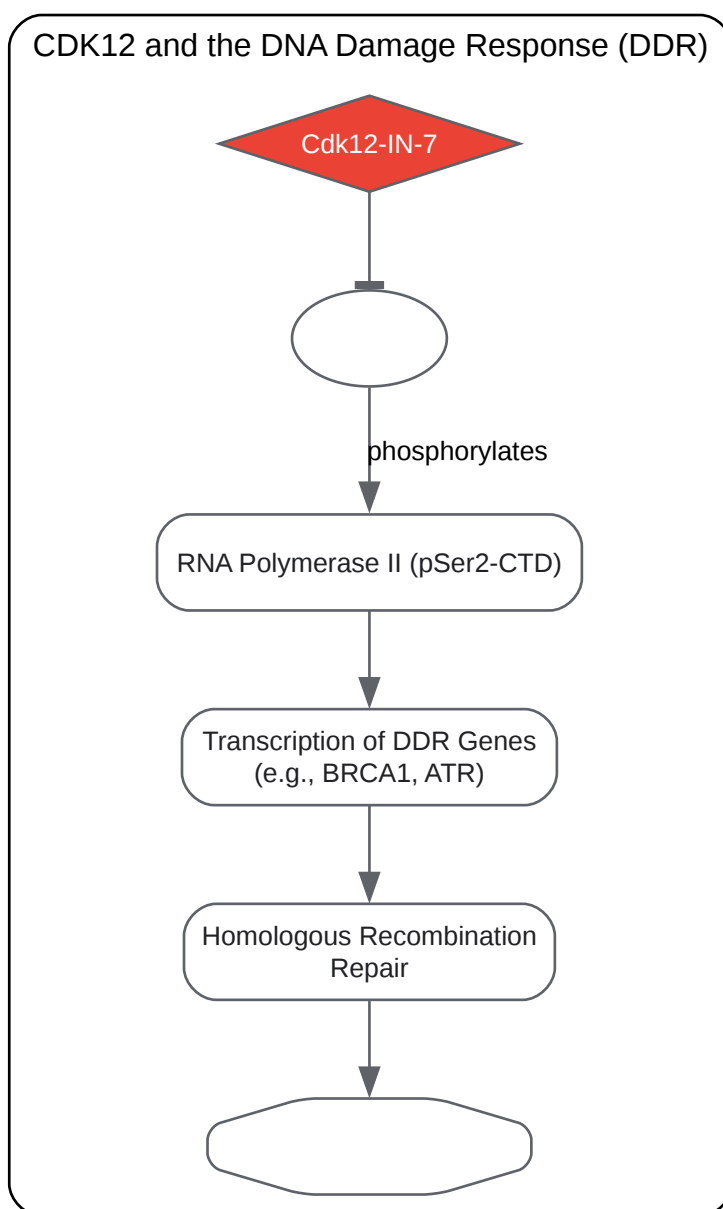 CDK12 and the DNA Damage Response (DDR)
Cdk12-IN-7
phosphorylates
RNA Polymerase II (pSer2-CTD)
Transcription of DDR Genes
(e.g., BRCA1, ATR)
Homologous Recombination
Repair